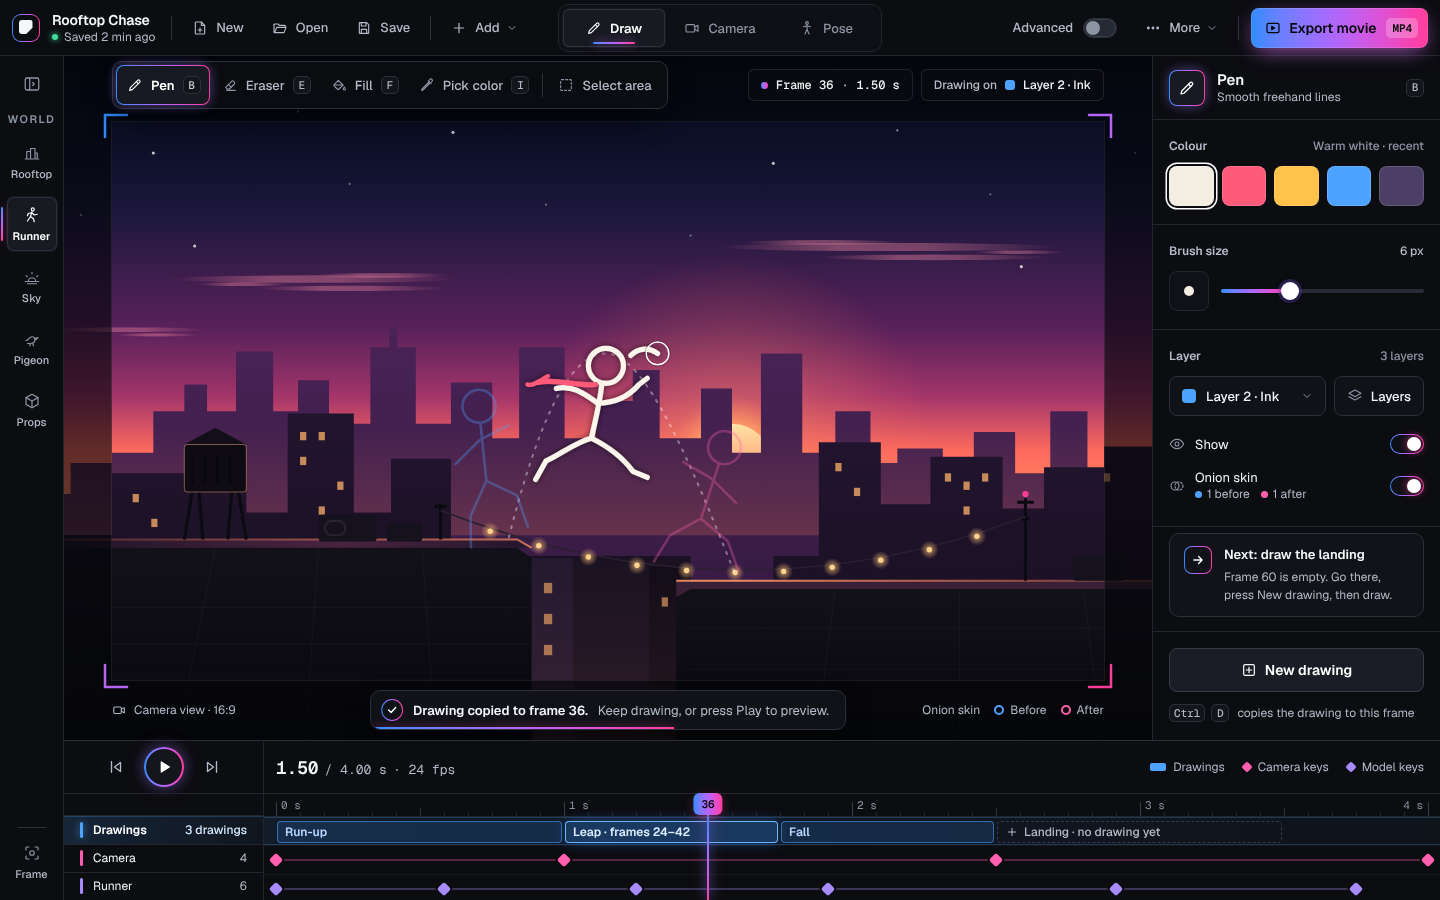 Rooftop Chase
Saved 2 min ago
New
Open
Save
Add
Draw
Camera
Pose
Advanced
More
Export movie MP4
WORLD
Rooftop
Runner
Sky
Pigeon
Props
Frame
Pen B
Eraser E
Fill F
Pick color I
Select area
Frame 36 · 1.50 s
Drawing on Layer 2 · Ink
Camera view · 16:9
Drawing copied to frame 36. Keep drawing, or press Play to preview.
Onion skin Before After
Pen B
Smooth freehand lines
Colour Warm white · recent
Brush size 6 px
Layer 3 layers
Layer 2 · Ink
Layers
Show
Onion skin
1 before 1 after
Next: draw the landing
Frame 60 is empty. Go there,
press New drawing, then draw.
New drawing
Ctrl D copies the drawing to this frame
1.50 / 4.00 s · 24 fps
Drawings Camera keys Model keys
0 s 1 s 36 2 s 3 s 4 s
Drawings 3 drawings
Run-up
Leap · frames 24–42
Fall
+ Landing · no drawing yet
Camera 4
Runner 6